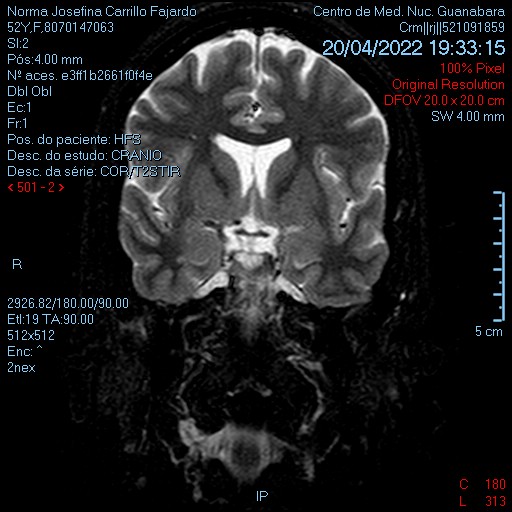 Norma Josefina Carrillo Fajardo
52Y,F,8070147063
Sl:2
Pós:4.00 mm
Nº aces. e3ff1b2661f0f4e
Dbl Obl
Ec:1
Fr:1
Pos. do paciente: HFS
Desc. do estudo: CRANIO
Desc. da série: COR/T2STIR
< 501 - 2 >
Centro de Med. Nuc. Guanabara
Crm||rj||521091859
20/04/2022 19:33:15
100% Pixel
Original Resolution
DFOV 20.0 x 20.0 cm
SW 4.00 mm
R
2926.82/180.00/90.00
Etl:19 TA:90.00
512x512
Enc: ^
2nex
5 cm
IP
C 180
L 313